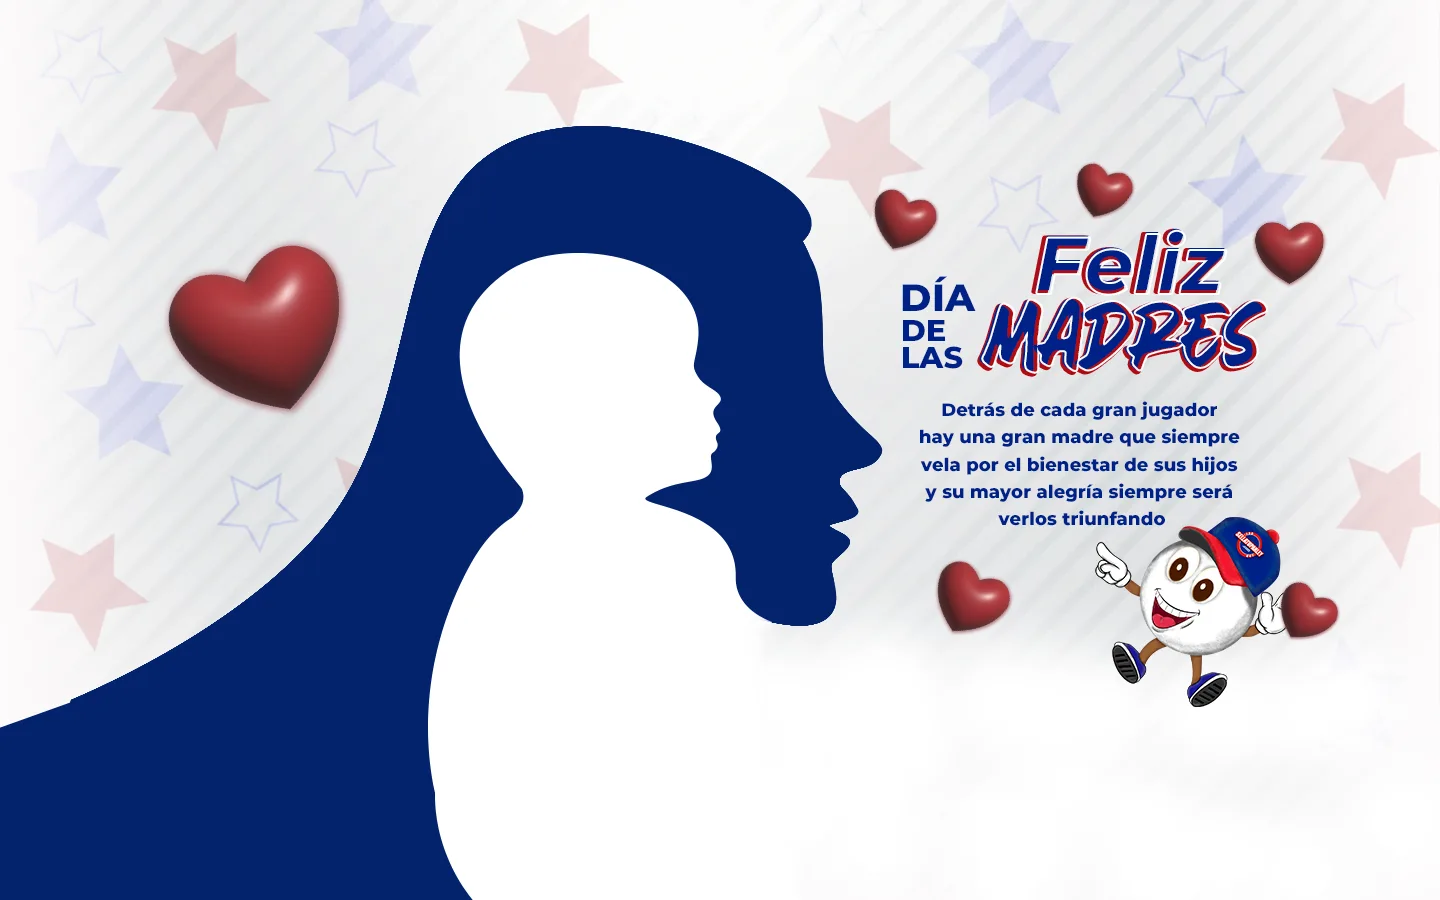 Feliz
DÍA
DE
LAS
MADRES
Detrás de cada gran jugador
hay una gran madre que siempre
vela por el bienestar de sus hijos
y su mayor alegría siempre será
verlos triunfando